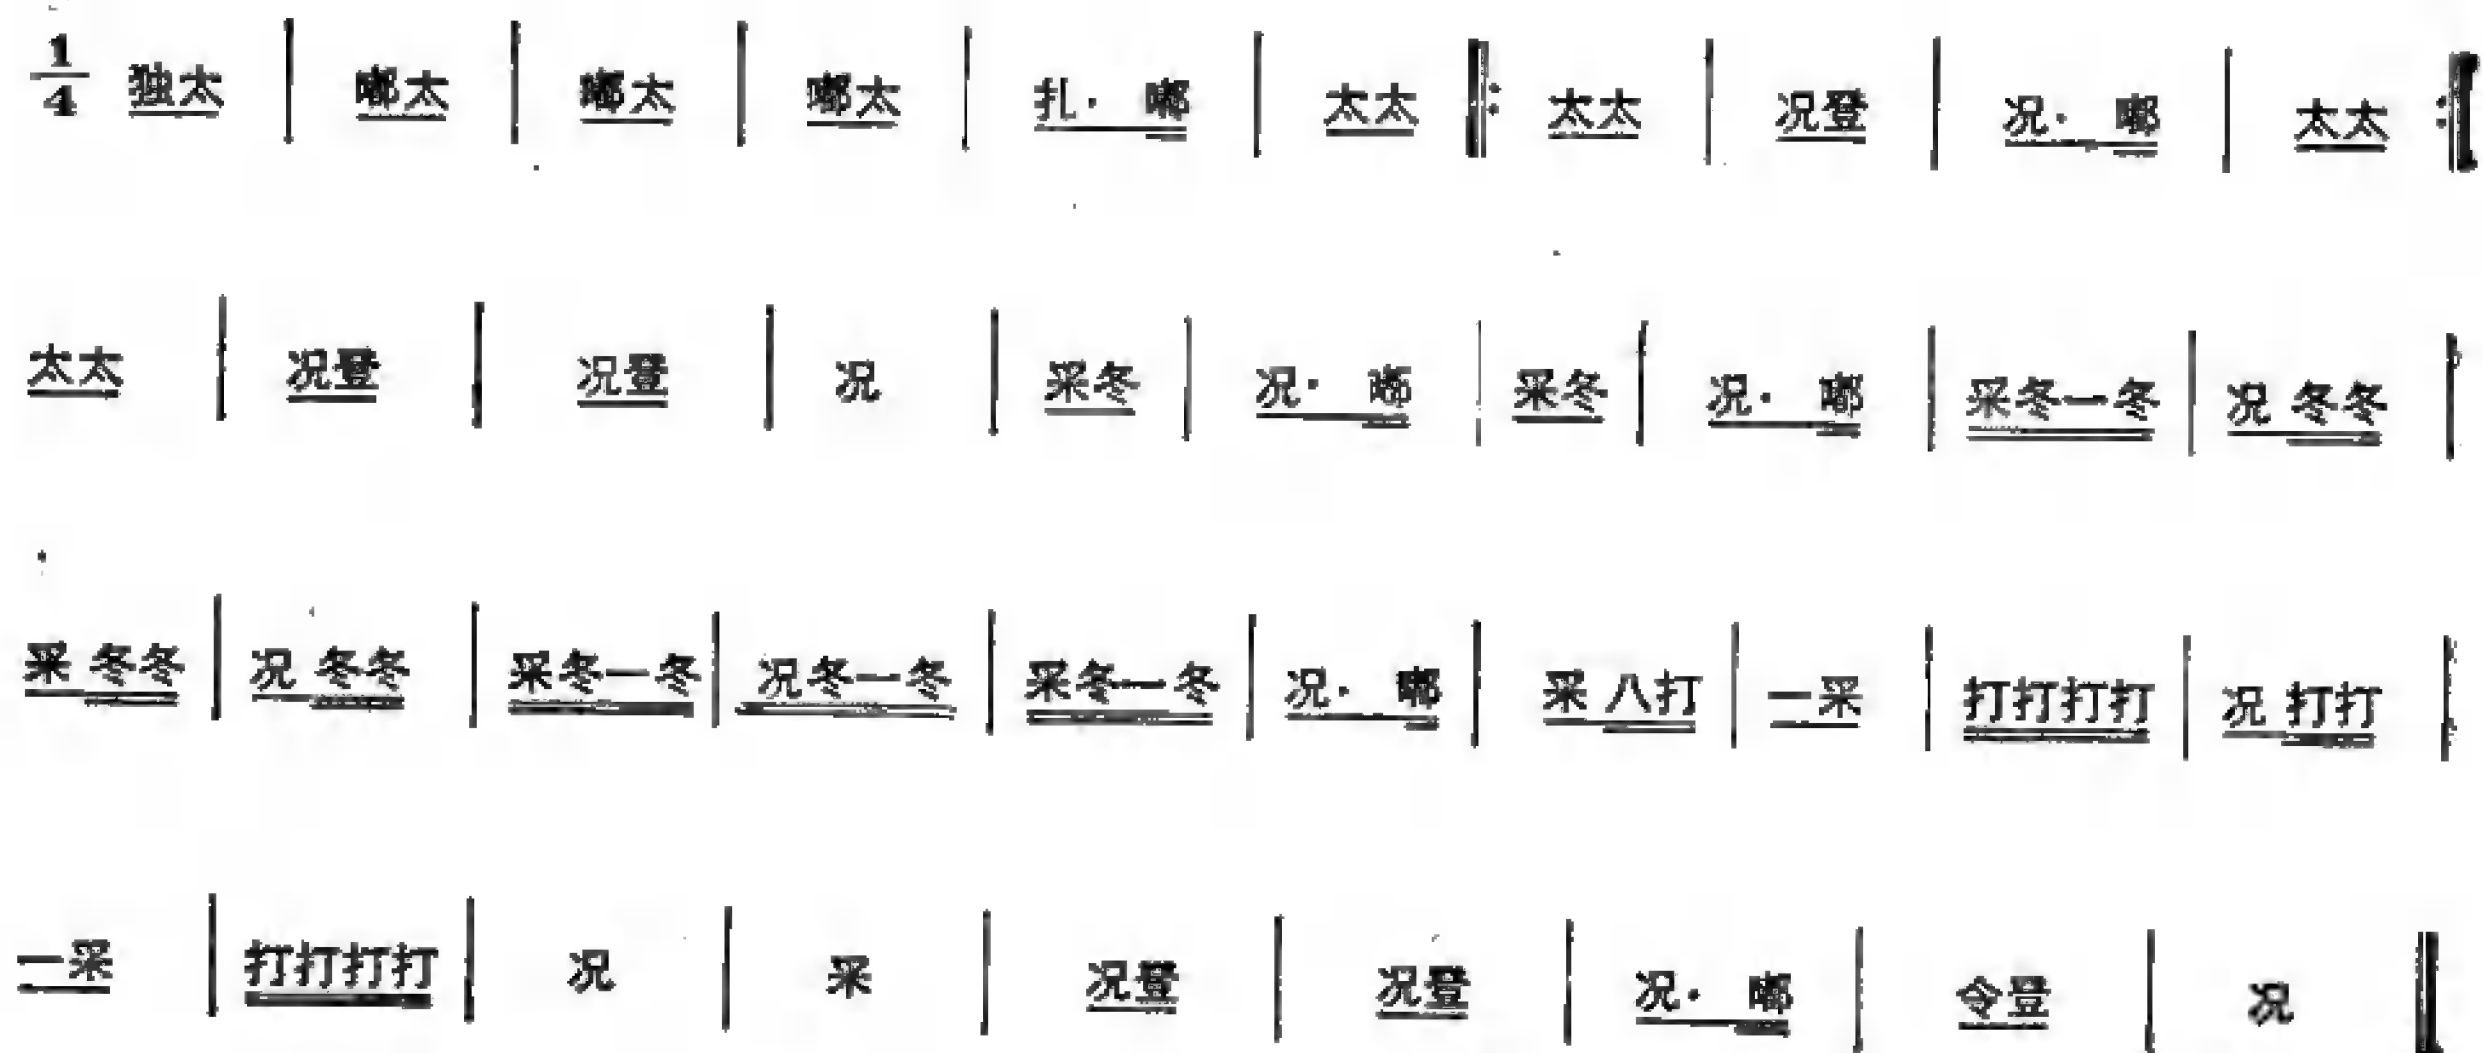 1/4 独太 | 嘟太 | 嘟太 | 嘟太 | 扎· 嘟 | 太太 ‖: 太太 | 况登 | 况· 嘟 | 太太 :‖
太太 | 况登 | 况登 | 况 | 采冬 | 况· 嘟 | 采冬 | 况· 嘟 | 采冬一冬 | 况 冬冬 |
采 冬冬 | 况 冬冬 | 采冬一冬 | 况冬一冬 | 采冬一冬 | 况· 嘟 | 采 八打 | 一采 | 打打打打 | 况 打打 |
一采 | 打打打打 | 况 | 采 | 况登 | 况登 | 况· 嘟 | 令登 | 况 ‖